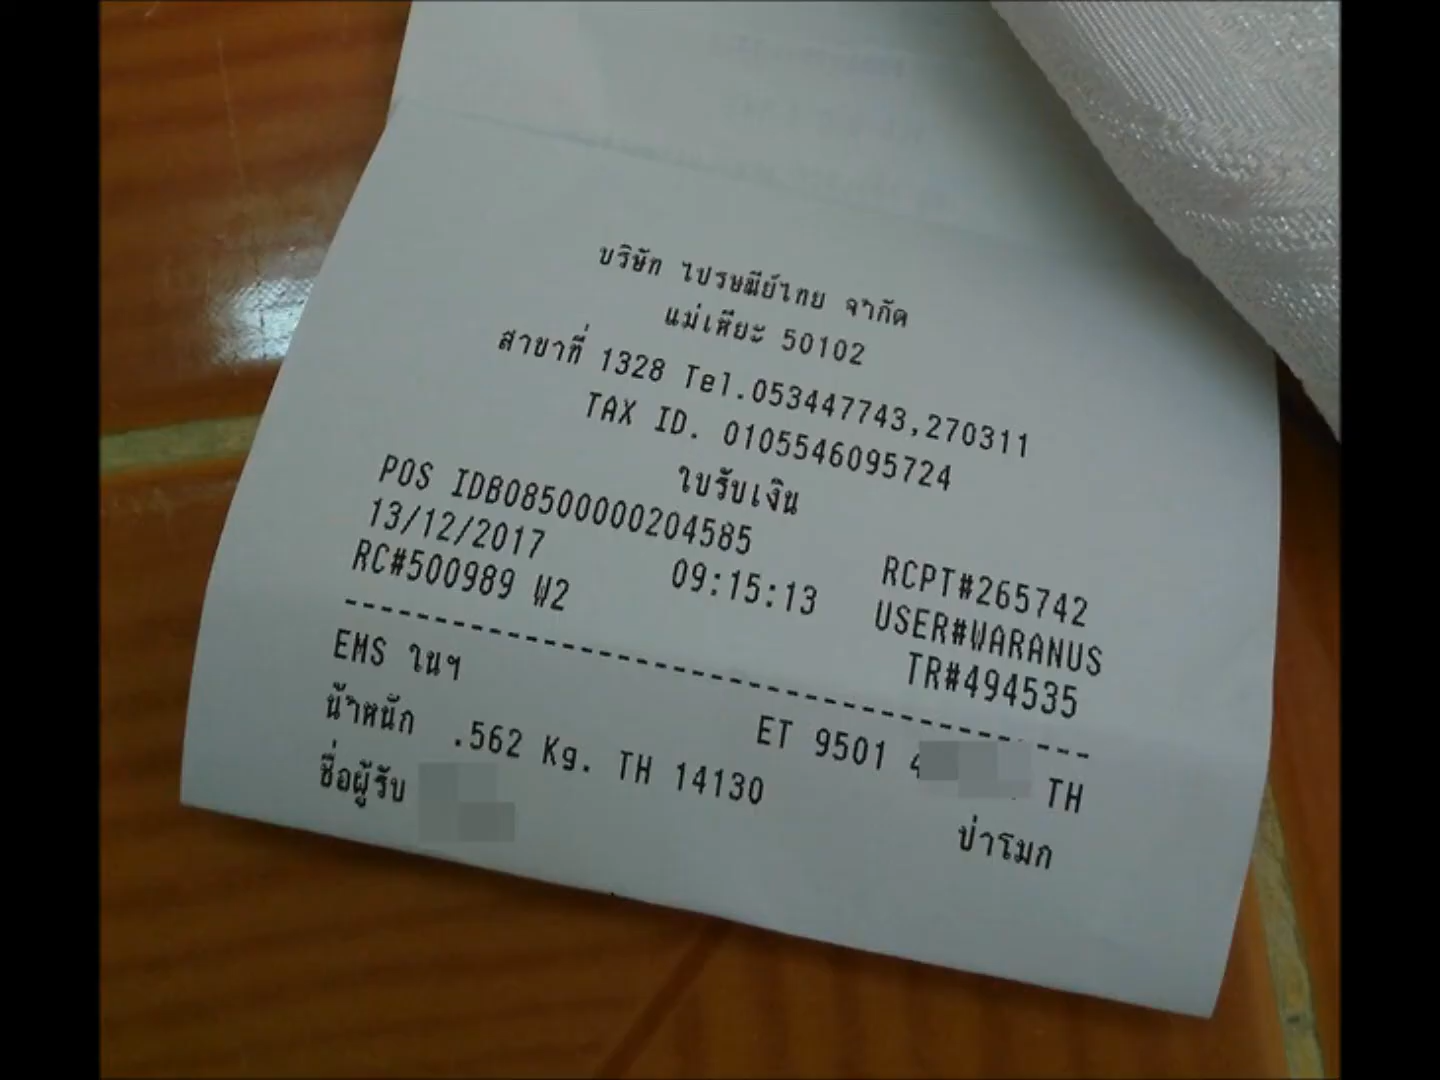 บริษัท ไปรษณีย์ไทย จำกัด
แม่เหียะ 50102
สาขาที่ 1328 Tel.053447743,270311
TAX ID. 0105546095724
ใบรับเงิน
POS IDB08500000204585 RCPT#265742
13/12/2017 09:15:13 USER#WARANUS
RC#500989 W2 TR#494535
EMS ในฯ ET 9501 4 TH
น้ำหนัก .562 Kg. TH 14130 ป่าโมก
ชื่อผู้รับ